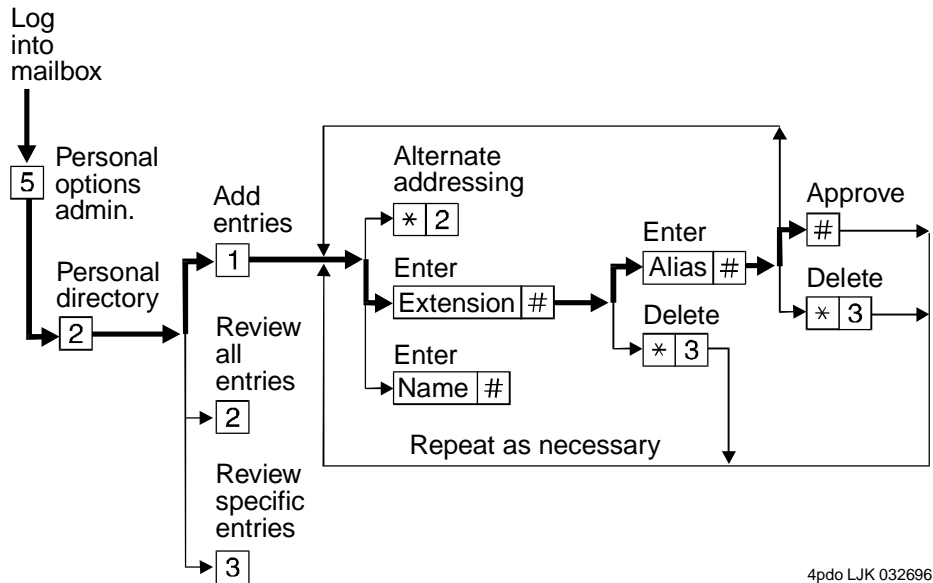 Log
into
mailbox
5
Personal
options
admin.
Personal
directory
2
Add
entries
1
Review
all
entries
2
Review
specific
entries
3
Alternate
addressing
* 2
Enter
Extension #
Enter
Name #
Enter
Alias #
Delete
* 3
Approve
#
Delete
* 3
Repeat as necessary
4pdo LJK 032696